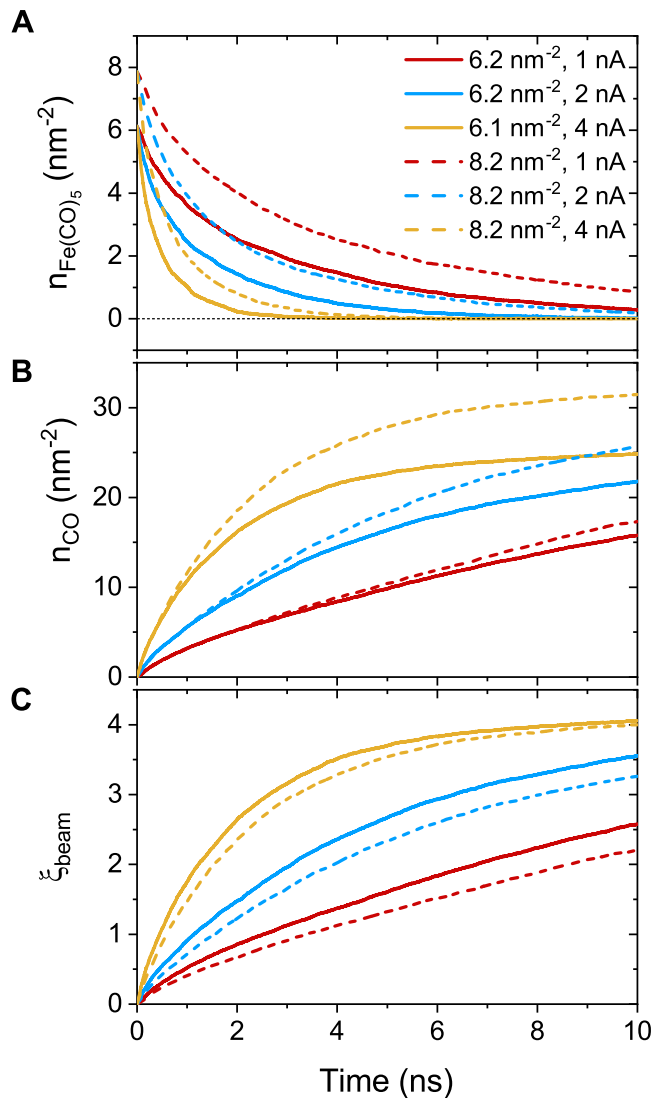 A
n_Fe(CO)_5 (nm^-2)
8
6
4
2
0
6.2 nm^-2, 1 nA
6.2 nm^-2, 2 nA
6.1 nm^-2, 4 nA
8.2 nm^-2, 1 nA
8.2 nm^-2, 2 nA
8.2 nm^-2, 4 nA
B
n_CO (nm^-2)
30
20
10
0
C
ξ_beam
4
3
2
1
0
0 2 4 6 8 10
Time (ns)